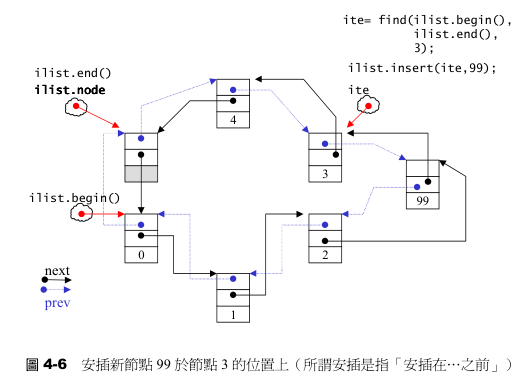 ite= find(ilist.begin(),
ilist.end(),
3);
ilist.insert(ite,99);
ilist.end()
ilist.node
ite
4
3
99
ilist.begin()
0
2
1
next
prev
圖 4-6 安插新節點 99 於節點 3 的位置上（所謂安插是指「安插在…之前」）